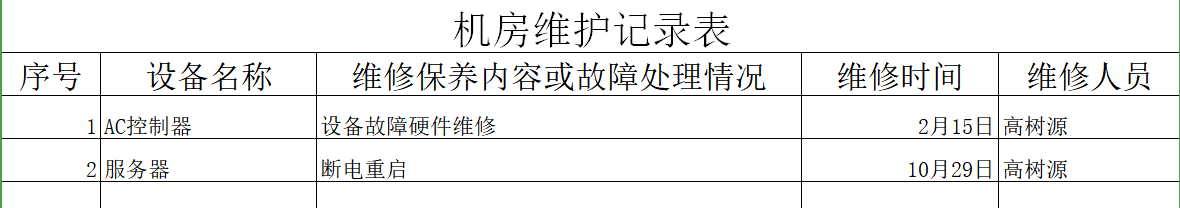 机房维护记录表
序号 设备名称 维修保养内容或故障处理情况 维修时间 维修人员
1 AC控制器 设备故障硬件维修 2月15日 高树源
2 服务器 断电重启 10月29日 高树源